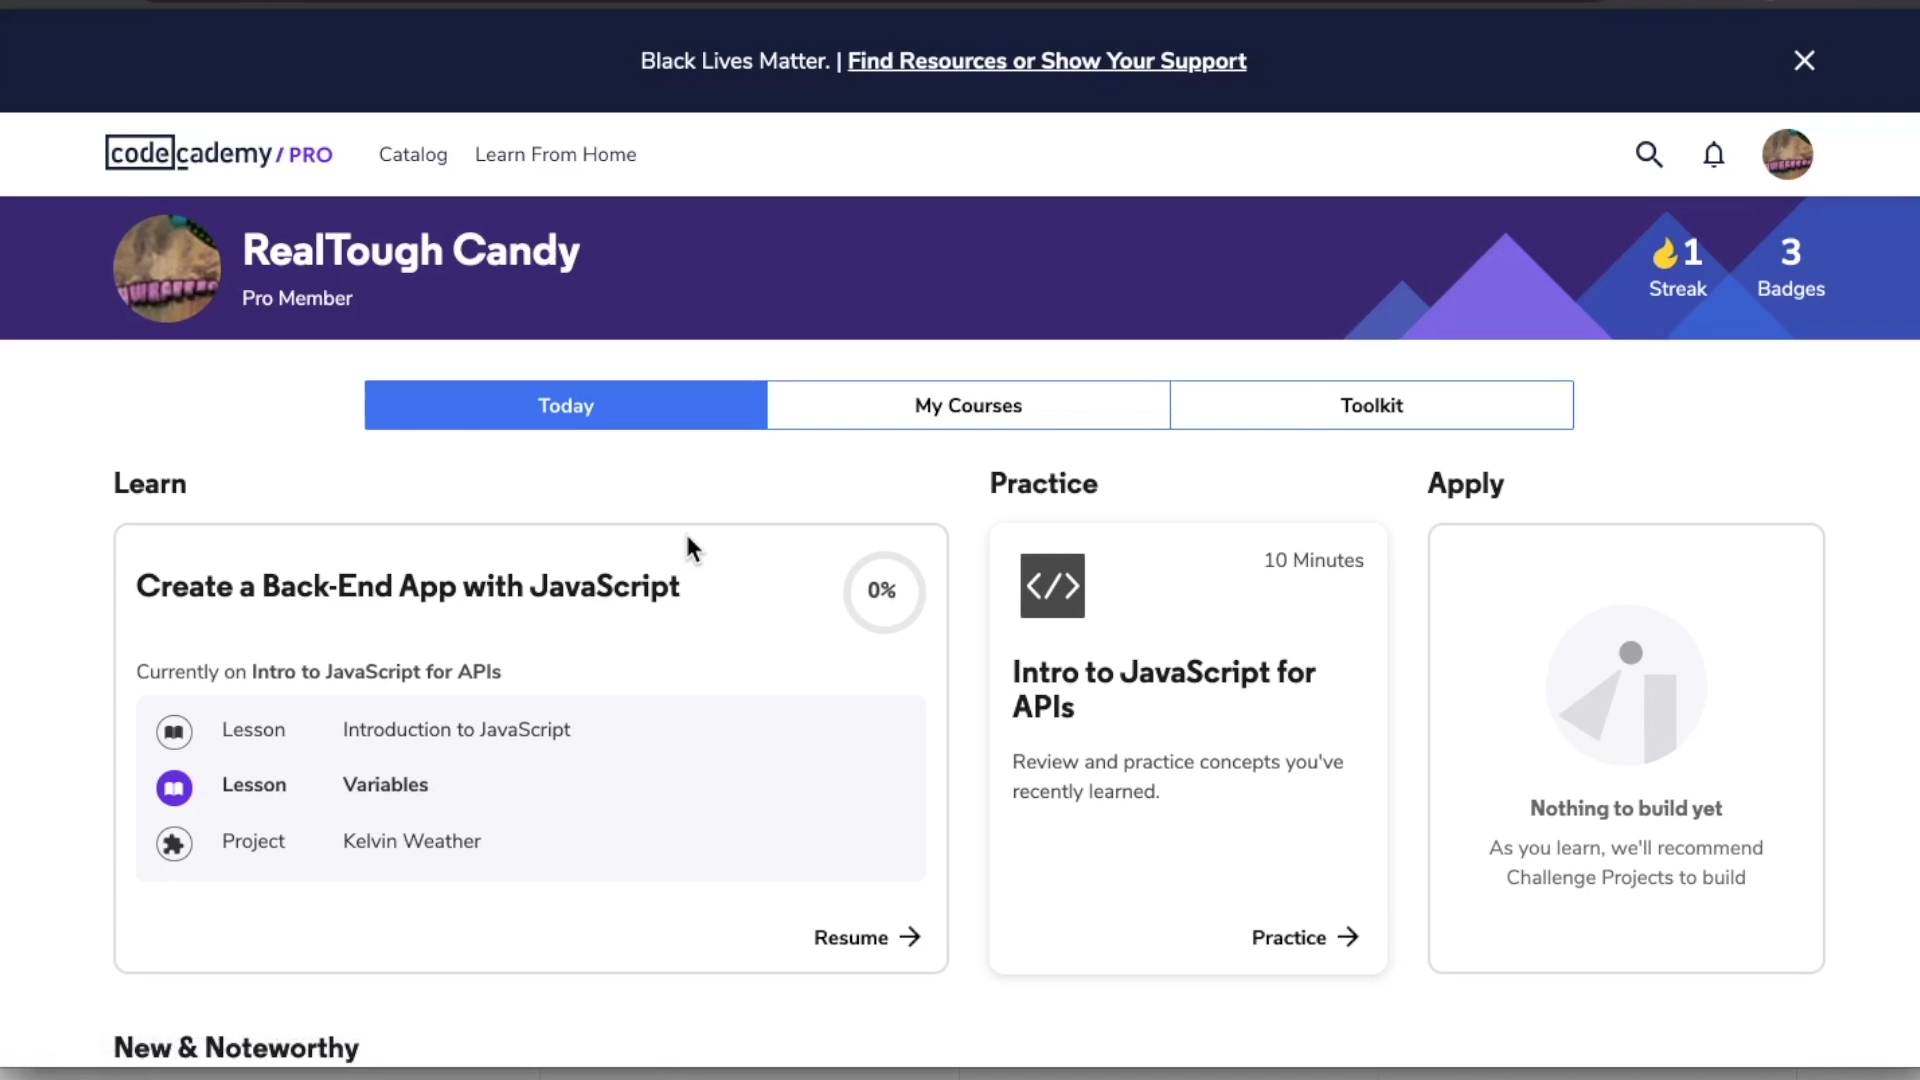 Black Lives Matter. | Find Resources or Show Your Support
codecademy / PRO
Catalog
Learn From Home
RealTough Candy
Pro Member
1
Streak
3
Badges
Today
My Courses
Toolkit
Learn
Create a Back-End App with JavaScript
0%
Currently on Intro to JavaScript for APIs
Lesson Introduction to JavaScript
Lesson Variables
Project Kelvin Weather
Resume
Practice
10 Minutes
</>
Intro to JavaScript for
APIs
Review and practice concepts you've
recently learned.
Practice
Apply
Nothing to build yet
As you learn, we'll recommend
Challenge Projects to build
New & Noteworthy